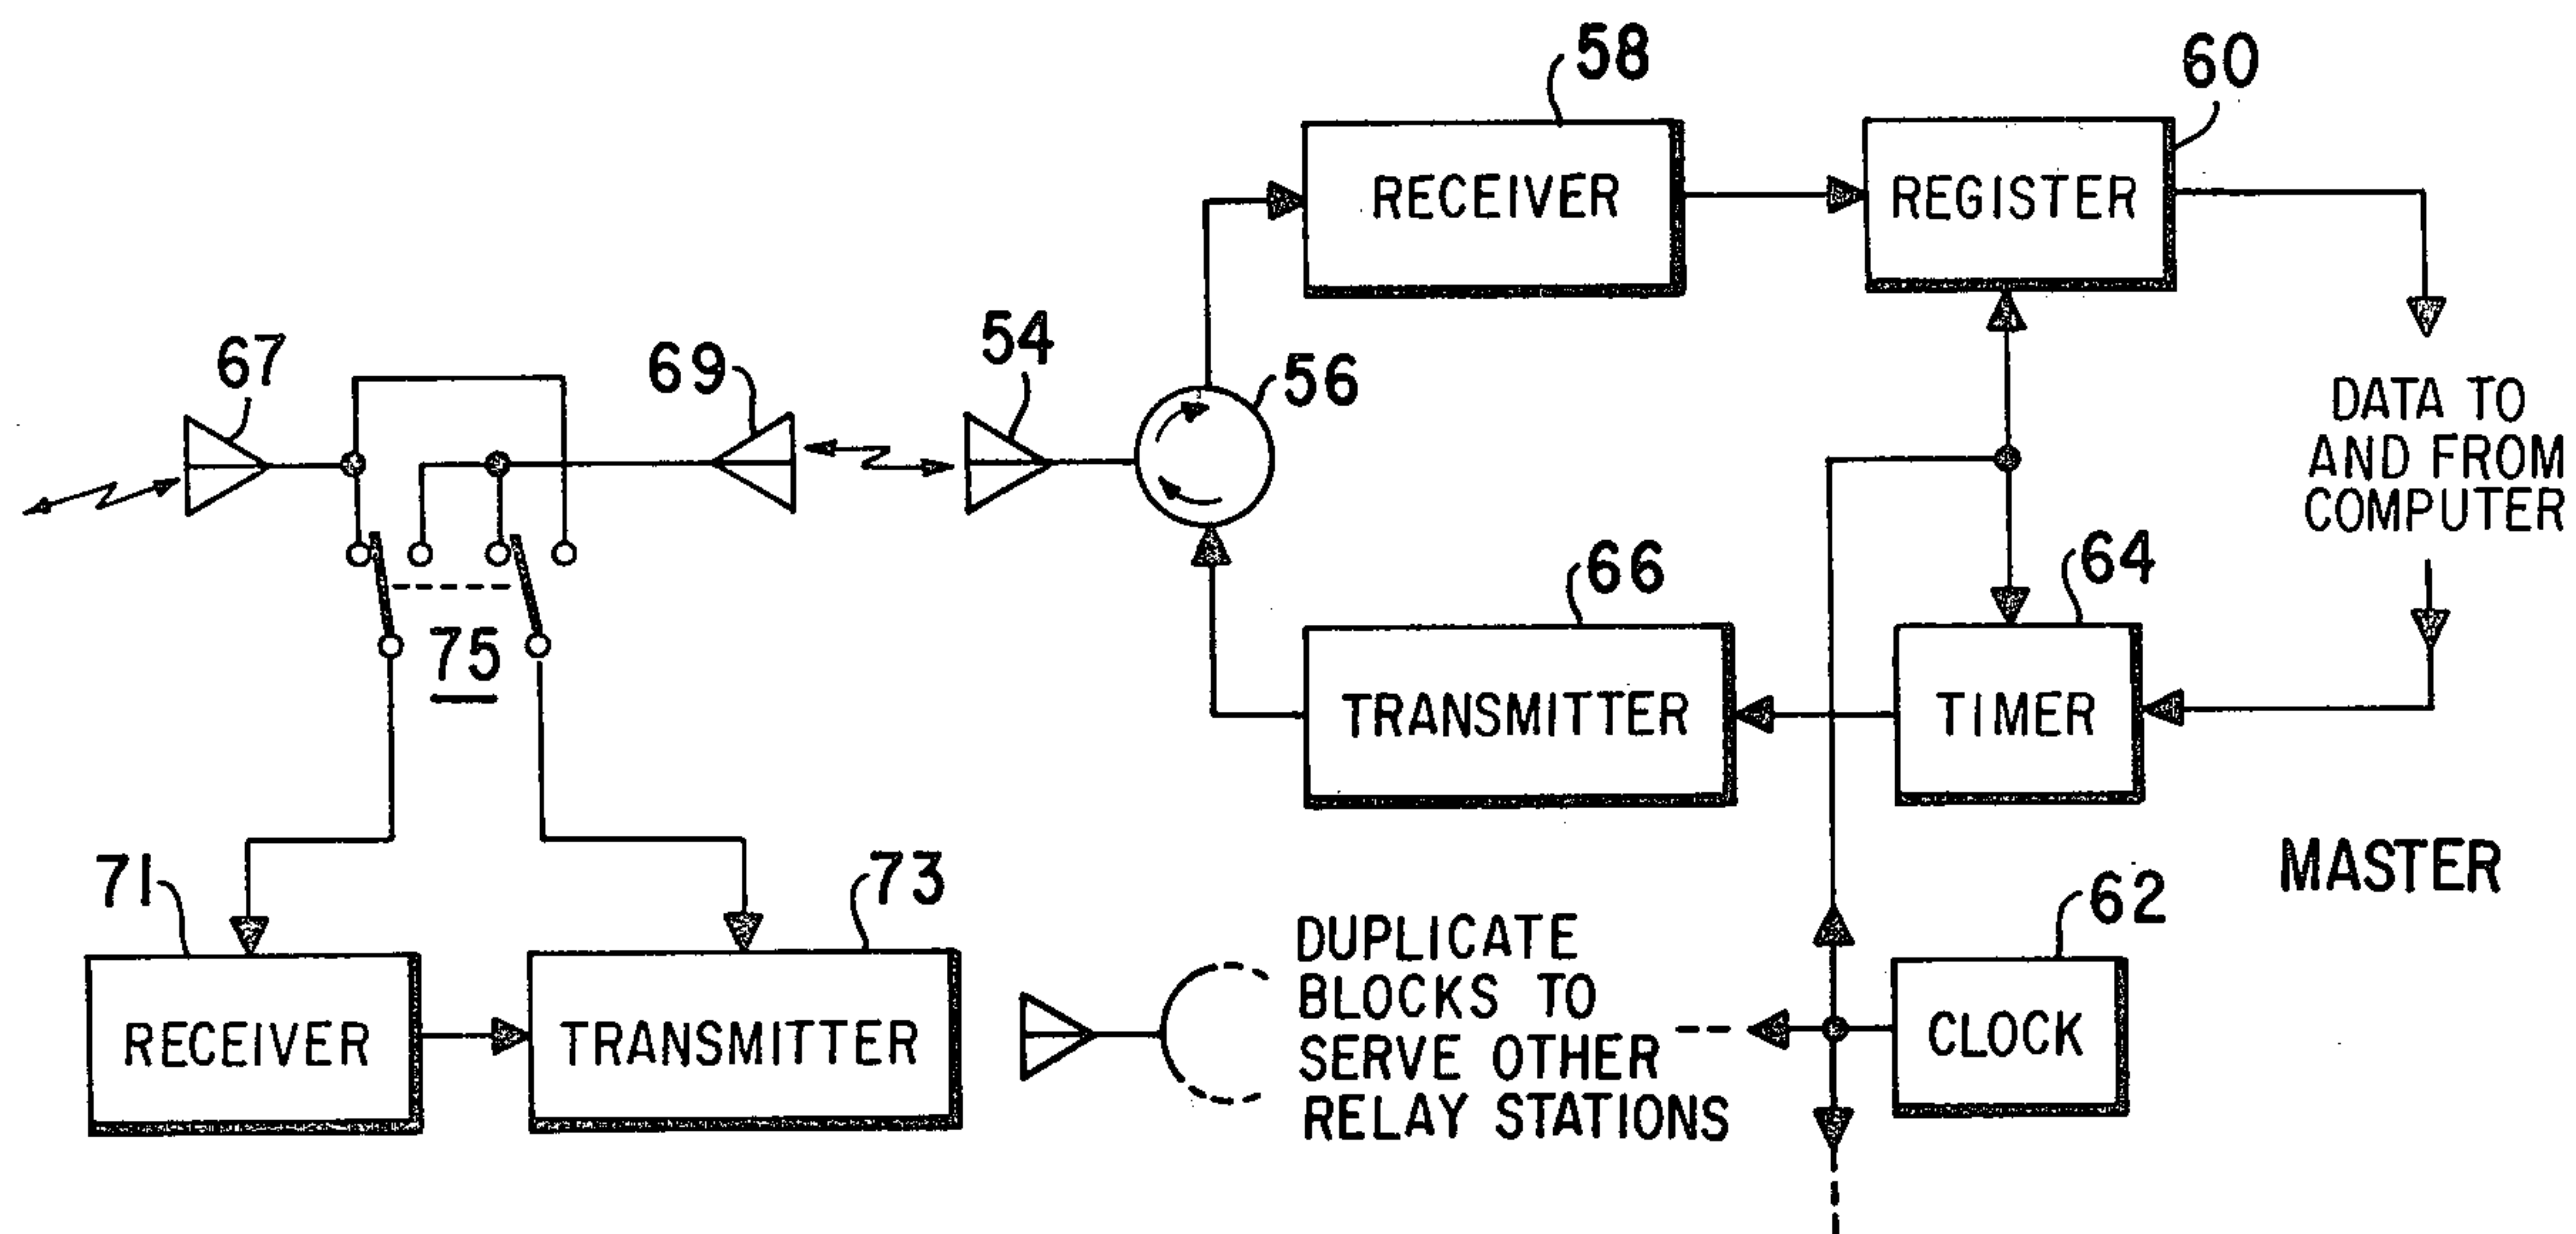 58
60
RECEIVER
REGISTER
67
69
54
56
DATA TO
AND FROM
COMPUTER
75
66
64
TRANSMITTER
TIMER
MASTER
71
73
62
RECEIVER
TRANSMITTER
DUPLICATE
BLOCKS TO
SERVE OTHER
RELAY STATIONS
CLOCK